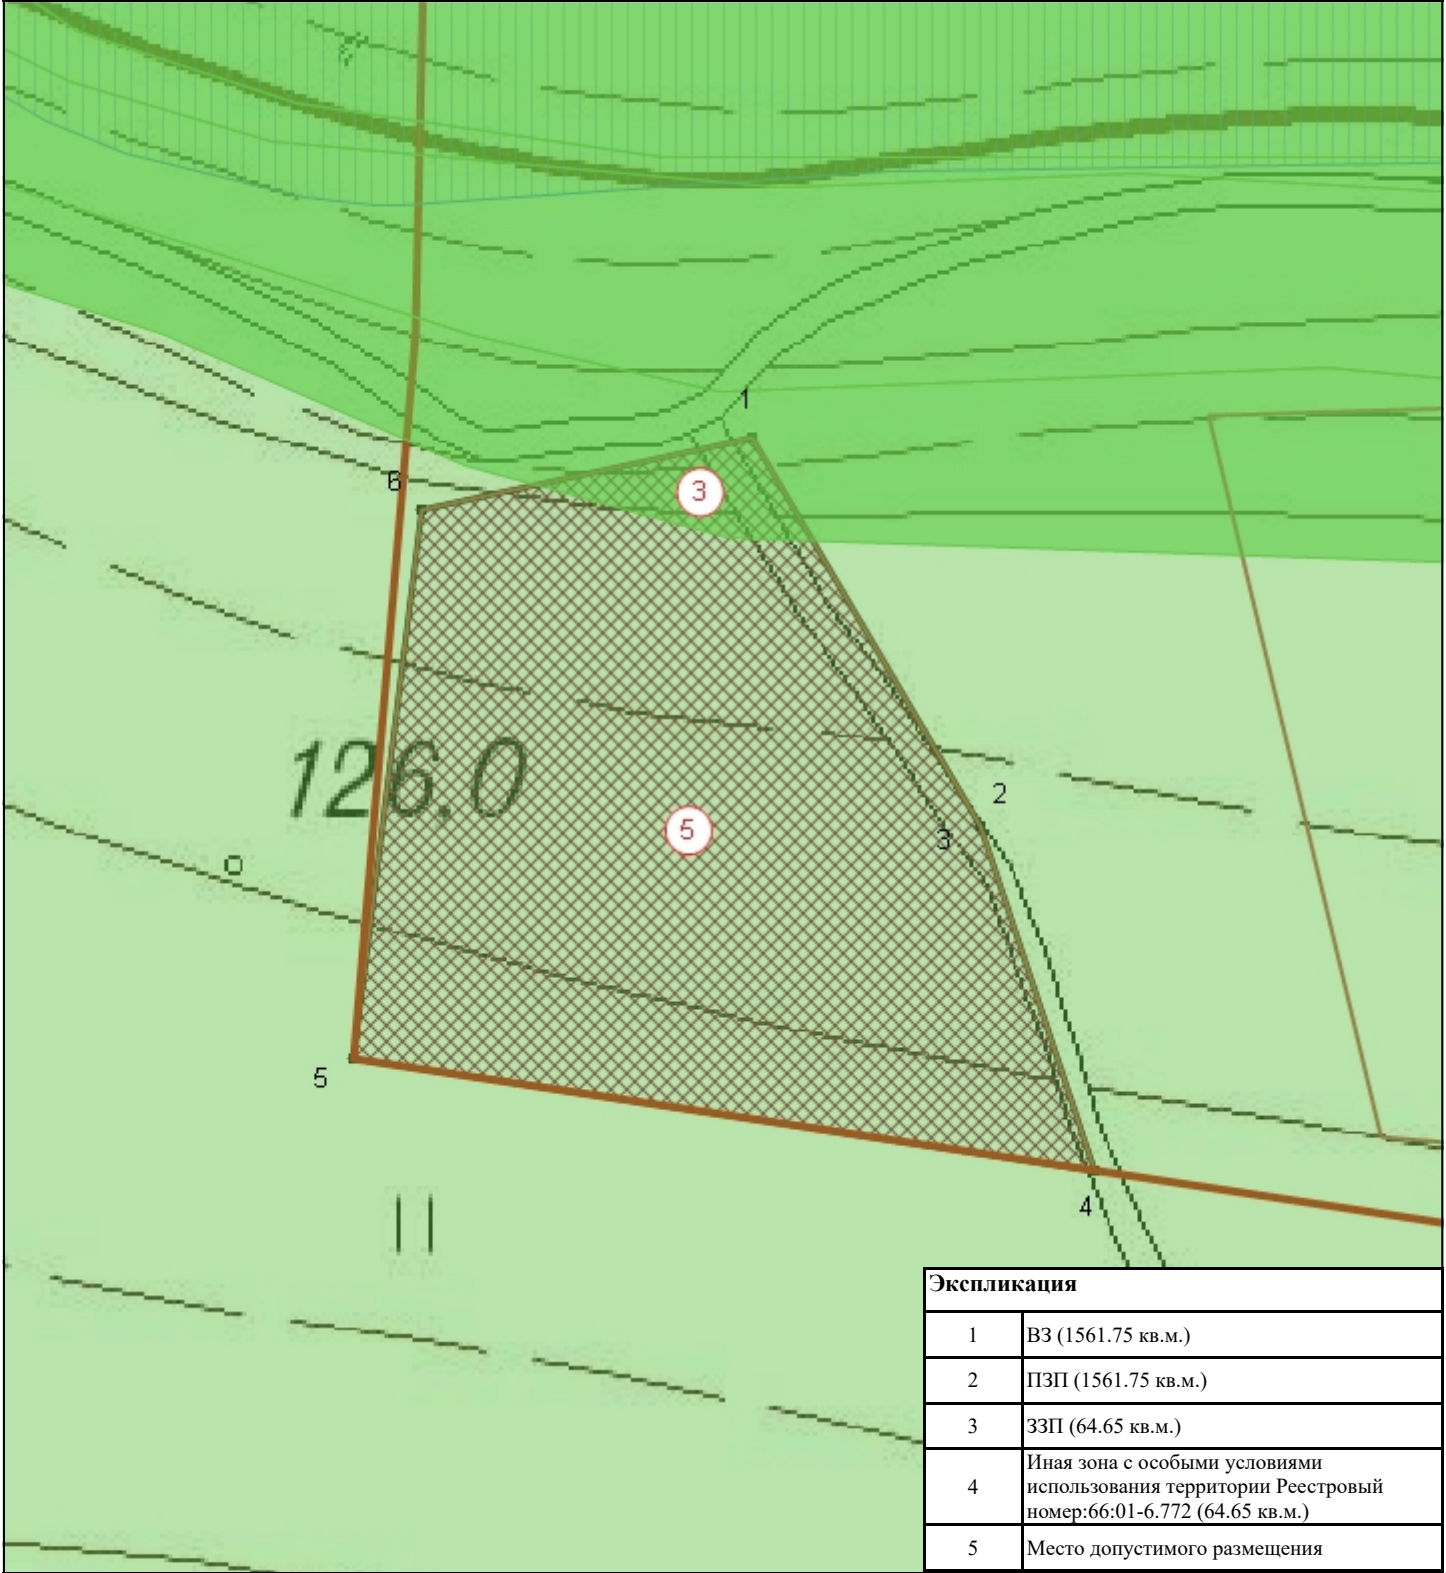 1
3
6
2
126.0
5
3
5
4
Экспликация
1 ВЗ (1561.75 кв.м.)
2 ПЗП (1561.75 кв.м.)
3 ЗЗП (64.65 кв.м.)
4 Иная зона с особыми условиями
использования территории Реестровый
номер:66:01-6.772 (64.65 кв.м.)
5 Место допустимого размещения